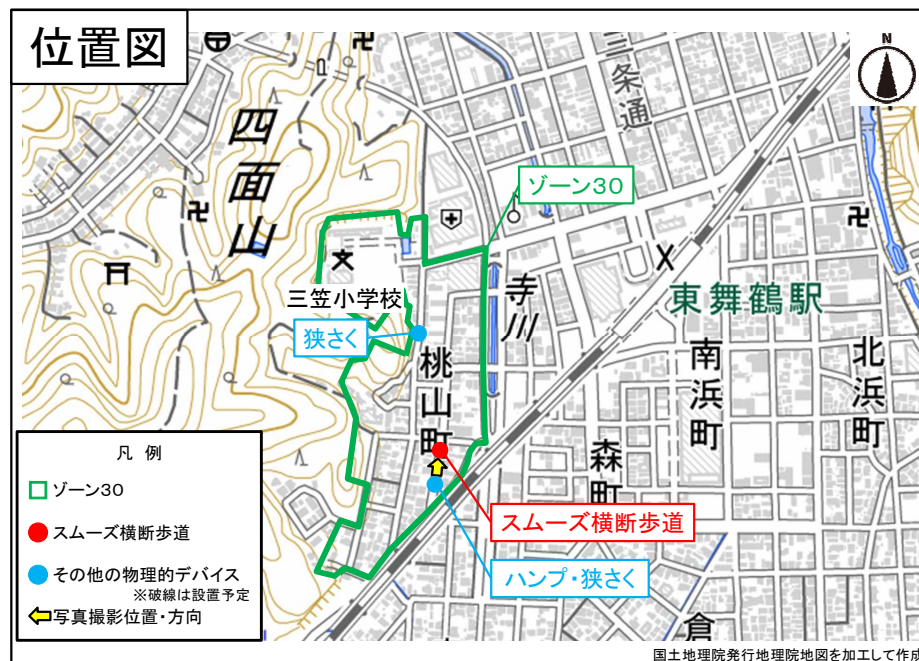 位置図
N
三条通
四面山
ゾーン30
三笠小学校
寺川
東舞鶴駅
狭さく
桃山町
南浜町
北浜町
森町
凡 例
ゾーン30
スムーズ横断歩道
その他の物理的デバイス
※破線は設置予定
写真撮影位置・方向
スムーズ横断歩道
ハンプ・狭さく
倉
国土地理院発行地理院地図を加工して作成